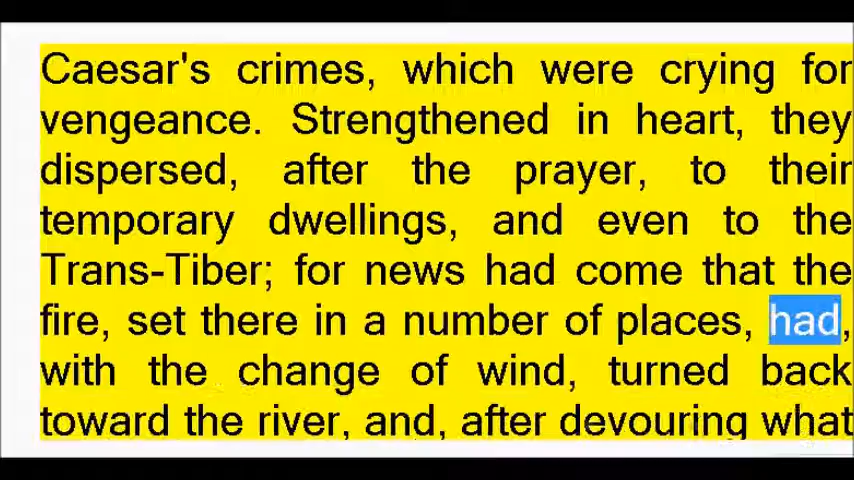 Caesar's crimes, which were crying for
vengeance. Strengthened in heart, they
dispersed, after the prayer, to their
temporary dwellings, and even to the
Trans-Tiber; for news had come that the
fire, set there in a number of places, had,
with the change of wind, turned back
toward the river, and, after devouring what